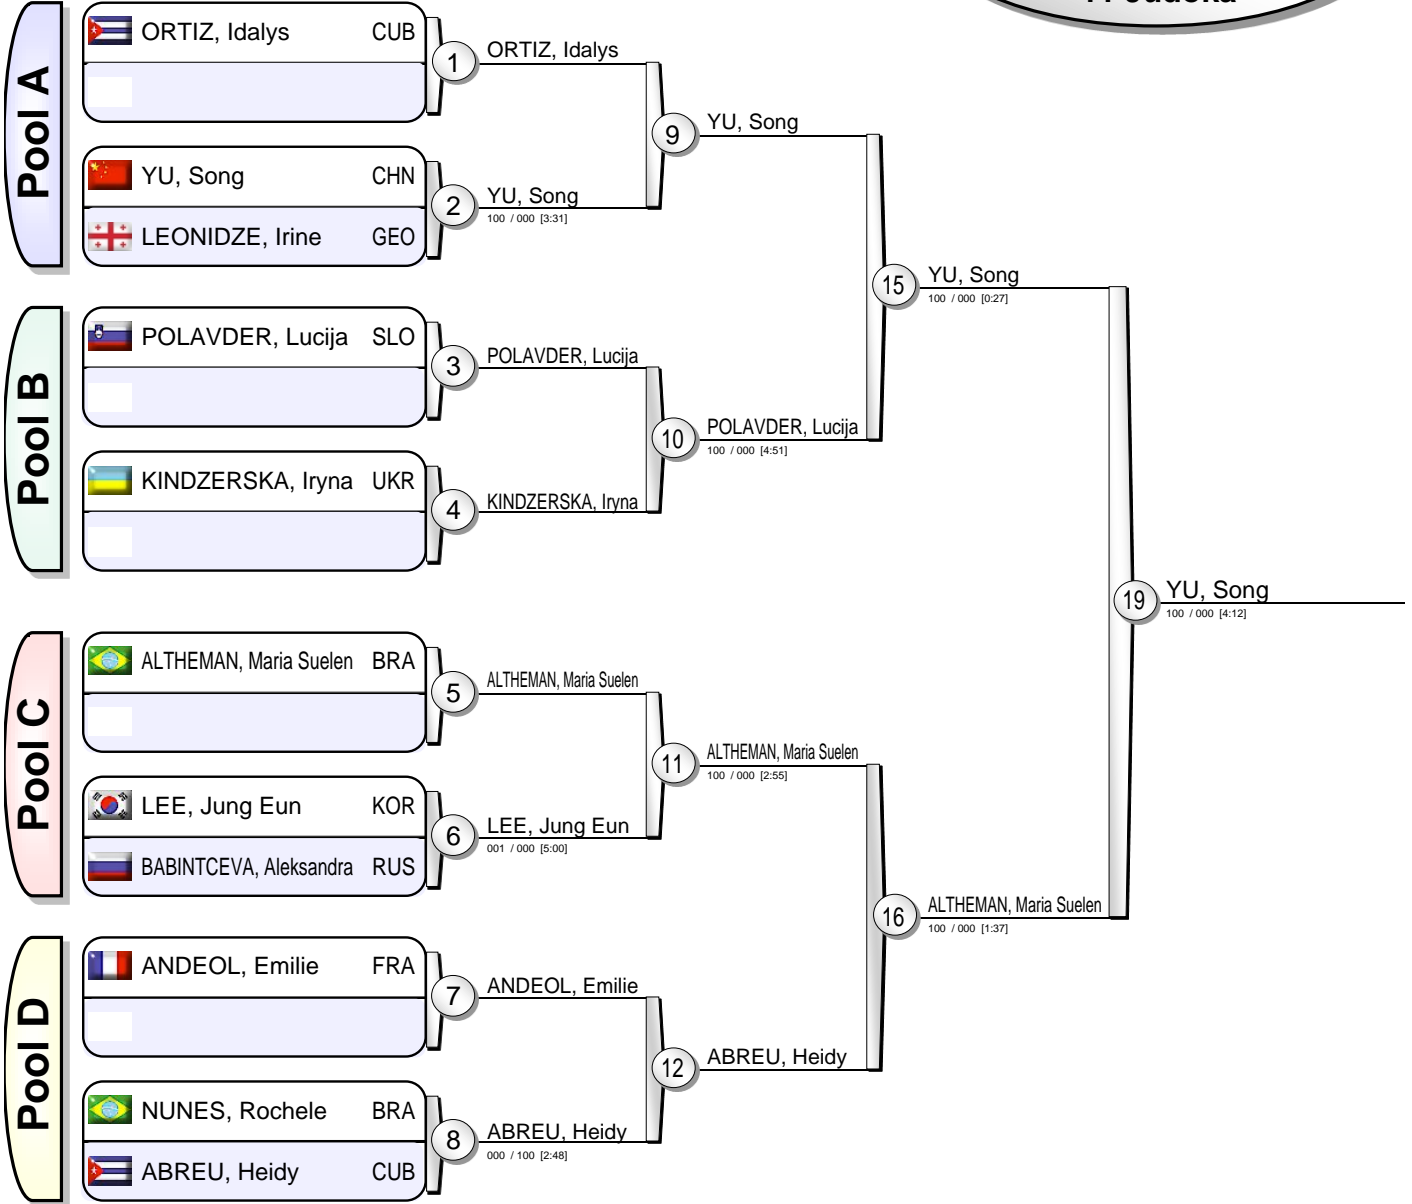 Pool A
ORTIZ, Idalys CUB
1
YU, Song CHN
LEONIDZE, Irine GEO
2
ORTIZ, Idalys
YU, Song
100 / 000 [3:31]
9
YU, Song
Pool B
POLAVDER, Lucija SLO
3
KINDZERSKA, Iryna UKR
4
POLAVDER, Lucija
KINDZERSKA, Iryna
10
POLAVDER, Lucija
100 / 000 [4:51]
15
YU, Song
100 / 000 [0:27]
Pool C
ALTHEMAN, Maria Suelen BRA
5
LEE, Jung Eun KOR
BABINTCEVA, Aleksandra RUS
6
ALTHEMAN, Maria Suelen
LEE, Jung Eun
001 / 000 [5:00]
11
ALTHEMAN, Maria Suelen
100 / 000 [2:55]
Pool D
ANDEOL, Emilie FRA
7
NUNES, Rochele BRA
ABREU, Heidy CUB
8
ANDEOL, Emilie
ABREU, Heidy
000 / 100 [2:48]
12
ABREU, Heidy
16
ALTHEMAN, Maria Suelen
100 / 000 [1:37]
19
YU, Song
100 / 000 [4:12]